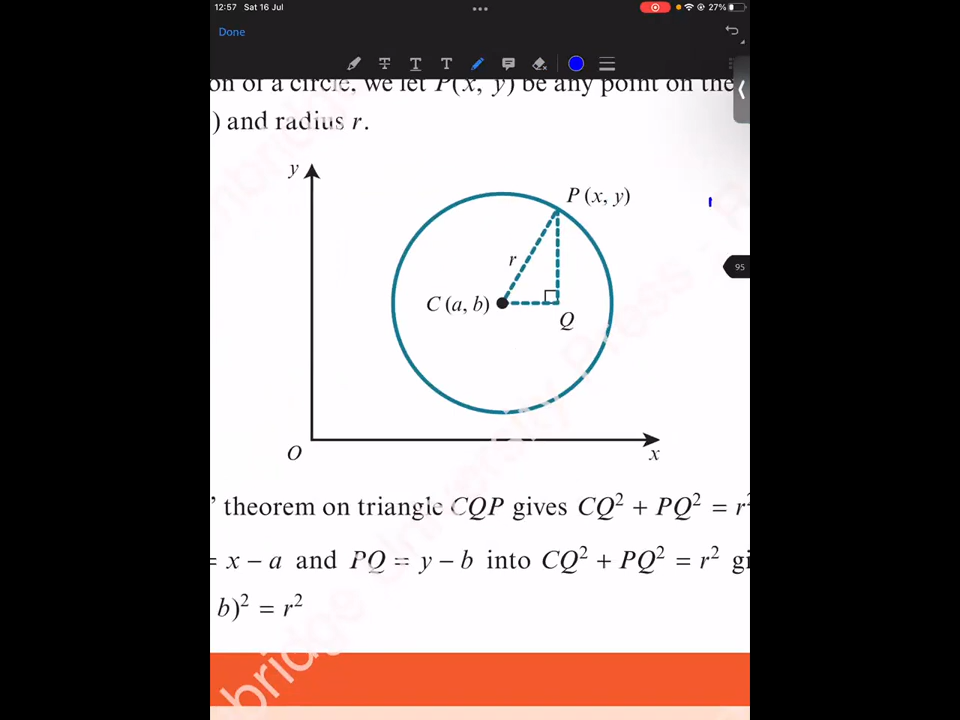 12:57 Sat 16 Jul
27%
Done
on of a circle, we let P(x, y) be any point on the
) and radius r.
y
P (x, y)
r
95
C (a, b)
Q
O
x
' theorem on triangle CQP gives CQ² + PQ² = r²
= x − a and PQ = y − b into CQ² + PQ² = r² gi
b)² = r²